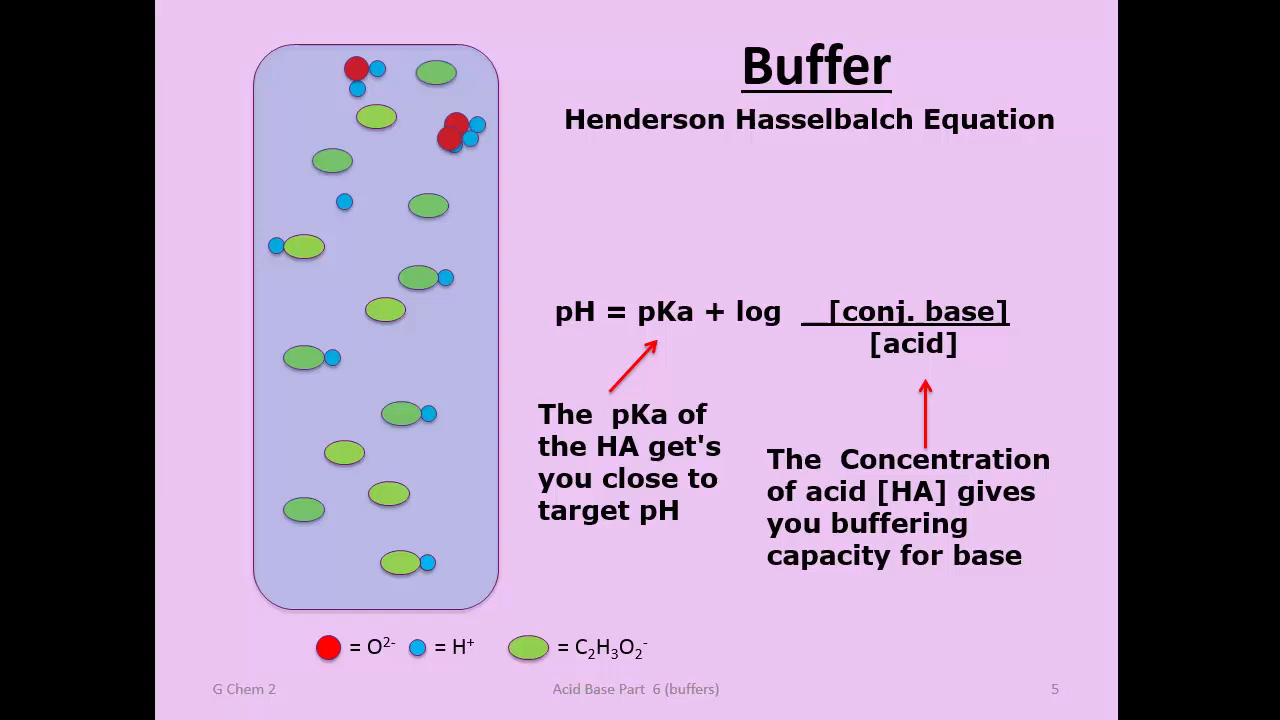 Buffer
Henderson Hasselbalch Equation
pH = pKa + log [conj. base]
[acid]
The pKa of
the HA get's
you close to
target pH
The Concentration
of acid [HA] gives
you buffering
capacity for base
= O²⁻ = H⁺ = C₂H₃O₂⁻
G Chem 2 Acid Base Part 6 (buffers) 5